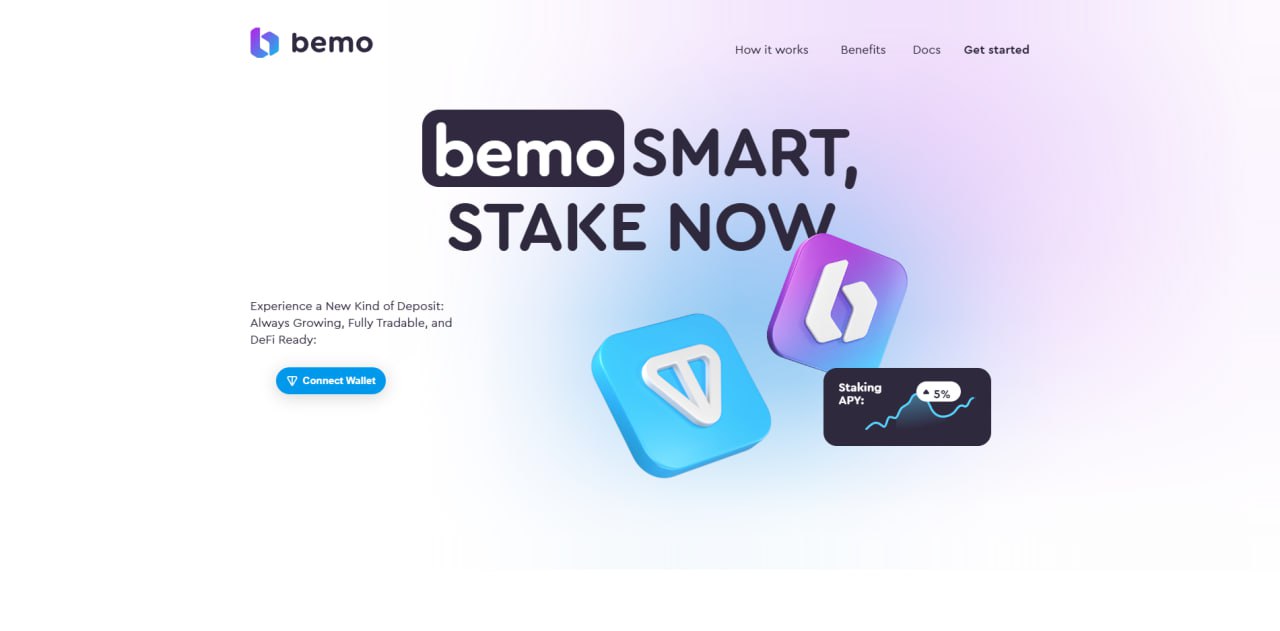 bemo
How it works
Benefits
Docs
Get started
bemo SMART,
STAKE NOW
Experience a New Kind of Deposit:
Always Growing, Fully Tradable, and
DeFi Ready:
Connect Wallet
Staking
APY:
5%